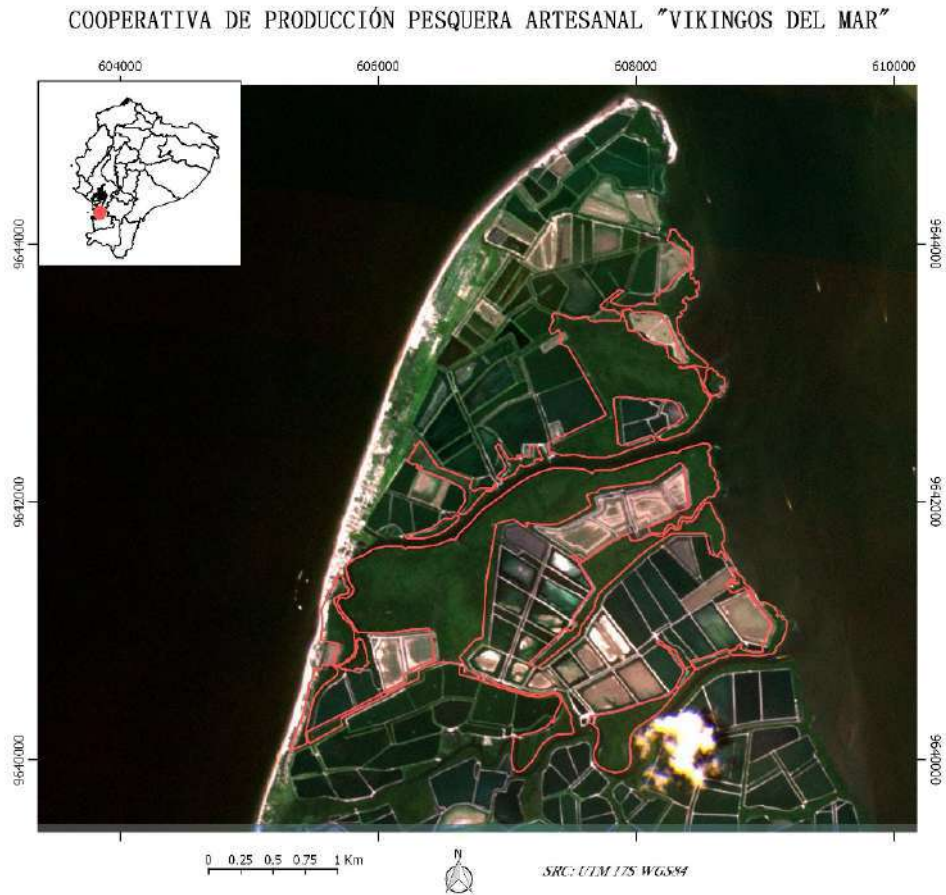 COOPERATIVA DE PRODUCCIÓN PESQUERA ARTESANAL "VIKINGOS DEL MAR"
604000 606000 608000 610000
9644000 9644000
9642000 9642000
9640000 9640000
0 0.25 0.5 0.75 1 Km
N
SRC: UTM 17S WGS84